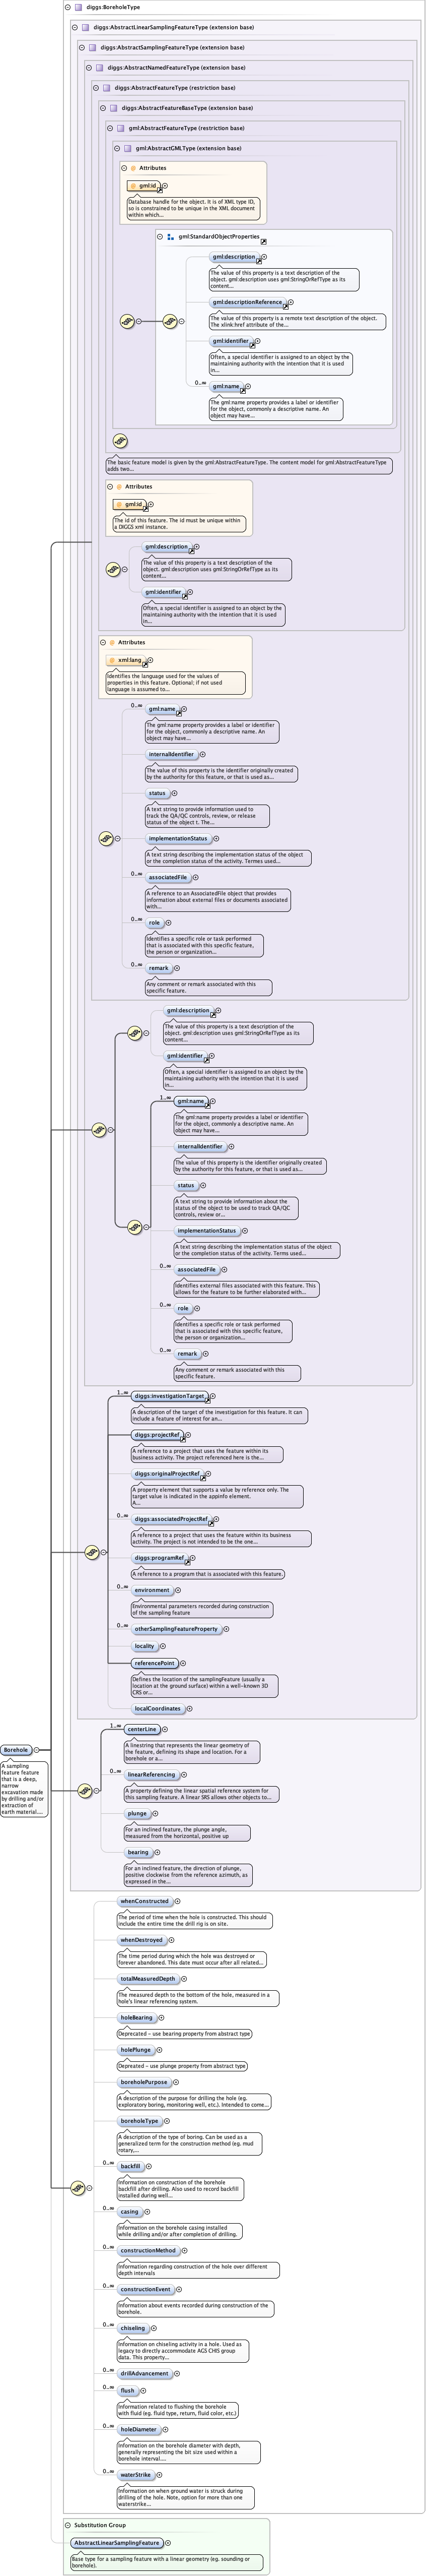 diggs:BoreholeType
diggs:AbstractLinearSamplingFeatureType (extension base)
diggs:AbstractSamplingFeatureType (extension base)
diggs:AbstractNamedFeatureType (extension base)
diggs:AbstractFeatureType (restriction base)
diggs:AbstractFeatureBaseType (extension base)
gml:AbstractFeatureType (restriction base)
gml:AbstractGMLType (extension base)
Attributes
gml:id
Database handle for the object. It is of XML type ID,
so is constrained to be unique in the XML document
within which...
gml:StandardObjectProperties
gml:description
The value of this property is a text description of the
object. gml:description uses gml:StringOrRefType as its
content...
gml:descriptionReference
The value of this property is a remote text description of the object.
The xlink:href attribute of the...
gml:identifier
Often, a special identifier is assigned to an object by the
maintaining authority with the intention that it is used
in...
0..∞
gml:name
The gml:name property provides a label or identifier
for the object, commonly a descriptive name. An
object may have...
The basic feature model is given by the gml:AbstractFeatureType. The content model for gml:AbstractFeatureType
adds two...
Attributes
gml:id
The id of this feature. The id must be unique within
a DIGGS xml instance.
gml:description
The value of this property is a text description of the
object. gml:description uses gml:StringOrRefType as its
content...
gml:identifier
Often, a special identifier is assigned to an object by the
maintaining authority with the intention that it is used
in...
Attributes
xml:lang
Identifies the language used for the values of
properties in this feature. Optional; if not used
language is assumed to...
0..∞
gml:name
The gml:name property provides a label or identifier
for the object, commonly a descriptive name. An
object may have...
internalIdentifier
The value of this property is the identifier originally created
by the authority for this feature, or that is used as...
status
A text string to provide information used to
track the QA/QC controls, review, or release
status of the object t. The...
implementationStatus
A text string describing the implementation status of the object
or the completion status of the activity. Termes used...
0..∞
associatedFile
A reference to an AssociatedFile object that provides
information about external files or documents associated
with...
0..∞
role
Identifies a specific role or task performed
that is associated with this specific feature,
the person or organization...
0..∞
remark
Any comment or remark associated with this
specific feature.
gml:description
The value of this property is a text description of the
object. gml:description uses gml:StringOrRefType as its
content...
gml:identifier
Often, a special identifier is assigned to an object by the
maintaining authority with the intention that it is used
in...
1..∞
gml:name
The gml:name property provides a label or identifier
for the object, commonly a descriptive name. An
object may have...
internalIdentifier
The value of this property is the identifier originally created
by the authority for this feature, or that is used as...
status
A text string to provide information about the
status of the object to be used to track QA/QC
controls, review or...
implementationStatus
A text string describing the implementation status of the object
or the completion status of the activity. Terms used...
0..∞
associatedFile
Identifies external files associated with this feature. This
allows for the feature to be further elaborated with...
0..∞
role
Identifies a specific role or task performed
that is associated with this specific feature,
the person or organization...
0..∞
remark
Any comment or remark associated with this
specific feature.
1..∞
diggs:investigationTarget
A description of the target of the investigation for this feature. It can
include a feature of interest for an...
diggs:projectRef
A reference to a project that uses the feature within its
business activity. The project referenced here is the...
diggs:originalProjectRef
A property element that supports a value by reference only. The
target value is indicated in the appinfo element.
A...
0..∞
diggs:associatedProjectRef
A reference to a project that uses the feature within its business
activity. The project is not intended to be the one...
diggs:programRef
A reference to a program that is associated with this feature.
0..∞
environment
Environmental parameters recorded during construction
of the sampling feature
0..∞
otherSamplingFeatureProperty
locality
referencePoint
Defines the location of the samplingFeature (usually a
location at the ground surface) within a well-known 3D
CRS or...
localCoordinates
Borehole
A sampling
feature feature
that is a deep,
narrow
excavation made
by drilling and/or
extraction of
earth material....
1..∞
centerLine
A linestring that represents the linear geometry of
the feature, defining its shape and location. For a
borehole or a...
0..∞
linearReferencing
A property defining the linear spatial reference system for
this sampling feature. A linear SRS allows other objects to...
plunge
For an inclined feature, the plunge angle,
measured from the horizontal, positive up
bearing
For an inclined feature, the direction of plunge,
positive clockwise from the reference azimuth, as
expressed in the...
whenConstructed
The period of time when the hole is constructed. This should
include the entire time the drill rig is on site.
whenDestroyed
The time period during which the hole was destroyed or
forever abandoned. This date must occur after all related...
totalMeasuredDepth
The measured depth to the bottom of the hole, measured in a
hole's linear referencing system.
holeBearing
Deprecated - use bearing property from abstract type
holePlunge
Depreated - use plunge property from abstract type
boreholePurpose
A description of the purpose for drilling the hole (eg.
exploratory boring, monitoring well, etc.). Intended to come...
boreholeType
A description of the type of boring. Can be used as a
generalized term for the construction method (eg. mud
rotary,...
0..∞
backfill
Information on construction of the borehole
backfill after drilling. Also used to record backfill
installed during well...
0..∞
casing
Information on the borehole casing installed
while drilling and/or after completion of drilling.
0..∞
constructionMethod
Information regarding construction of the hole over different
depth intervals
0..∞
constructionEvent
Information about events recorded during construction of the
borehole.
0..∞
chiseling
Information on chiseling activity in a hole. Used as
legacy to directly accommodate AGS CHIS group
data. This property...
0..∞
drillAdvancement
0..∞
flush
Information related to flushing the borehole
with fluid (eg. fluid type, return, fluid color, etc.)
0..∞
holeDiameter
Information on the borehole diameter with depth,
generally representing the bit size used within a
borehole interval....
0..∞
waterStrike
Information on when ground water is struck during
drilling of the hole. Note, option for more than one
waterstrike...
Substitution Group
AbstractLinearSamplingFeature
Base type for a sampling feature with a linear geometry (eg. sounding or
borehole).